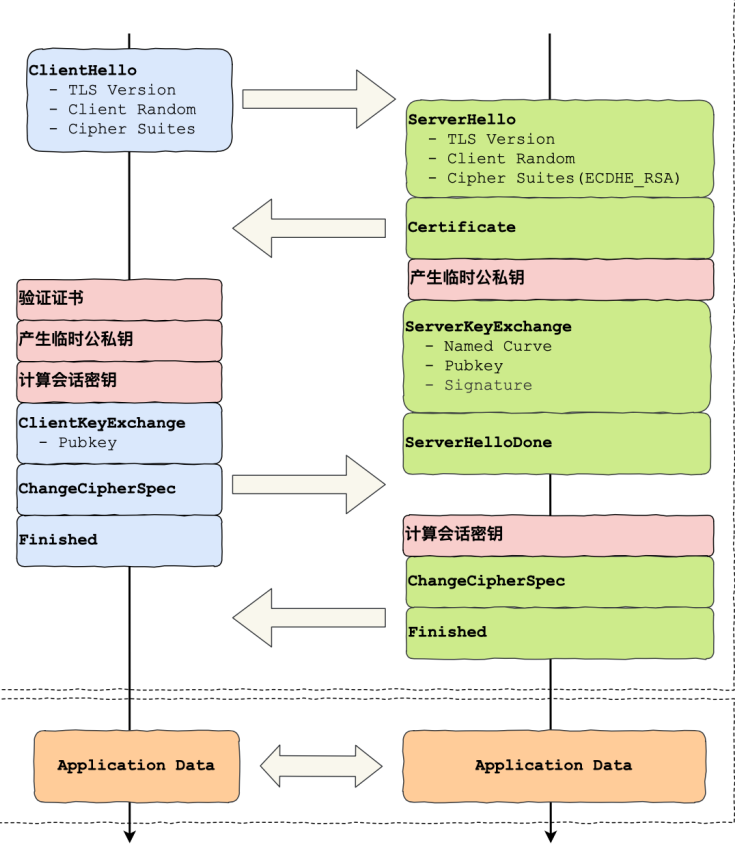 ClientHello
- TLS Version
- Client Random
- Cipher Suites
ServerHello
- TLS Version
- Client Random
- Cipher Suites(ECDHE_RSA)
Certificate
产生临时公私钥
验证证书
产生临时公私钥
计算会话密钥
ServerKeyExchange
- Named Curve
- Pubkey
- Signature
ServerHelloDone
ClientKeyExchange
- Pubkey
ChangeCipherSpec
Finished
计算会话密钥
ChangeCipherSpec
Finished
Application Data
Application Data